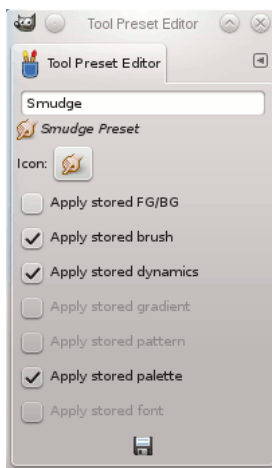 Tool Preset Editor
Tool Preset Editor
Smudge
Smudge Preset
Icon:
Apply stored FG/BG
Apply stored brush
Apply stored dynamics
Apply stored gradient
Apply stored pattern
Apply stored palette
Apply stored font